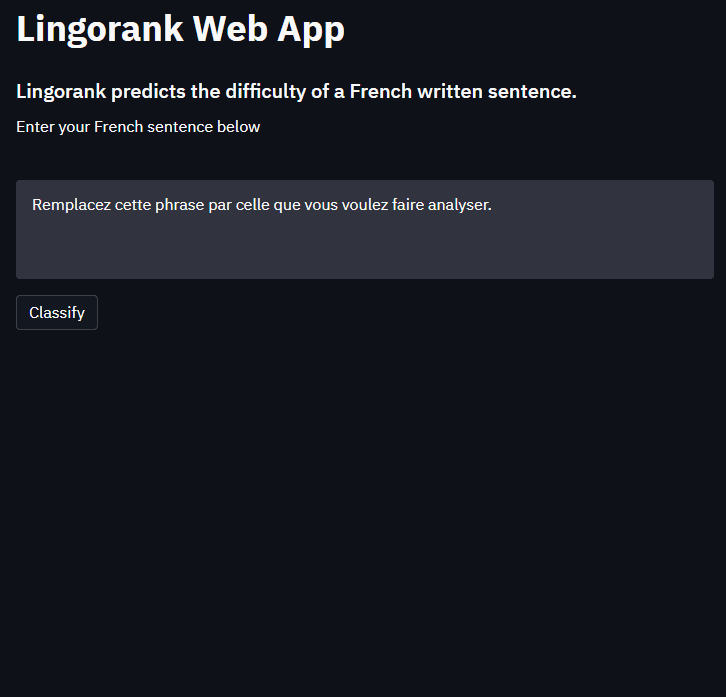 Lingorank Web App
Lingorank predicts the difficulty of a French written sentence.
Enter your French sentence below
Remplacez cette phrase par celle que vous voulez faire analyser.
Classify